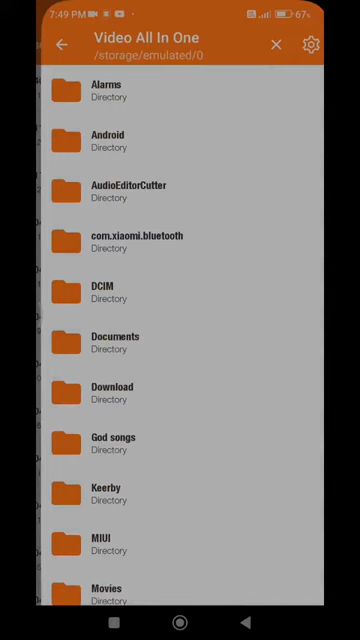 7:49 PM
67%
Video All In One
/storage/emulated/0
Alarms
Directory
Android
Directory
AudioEditorCutter
Directory
com.xiaomi.bluetooth
Directory
DCIM
Directory
Documents
Directory
Download
Directory
God songs
Directory
Keerby
Directory
MIUI
Directory
Movies
Directory